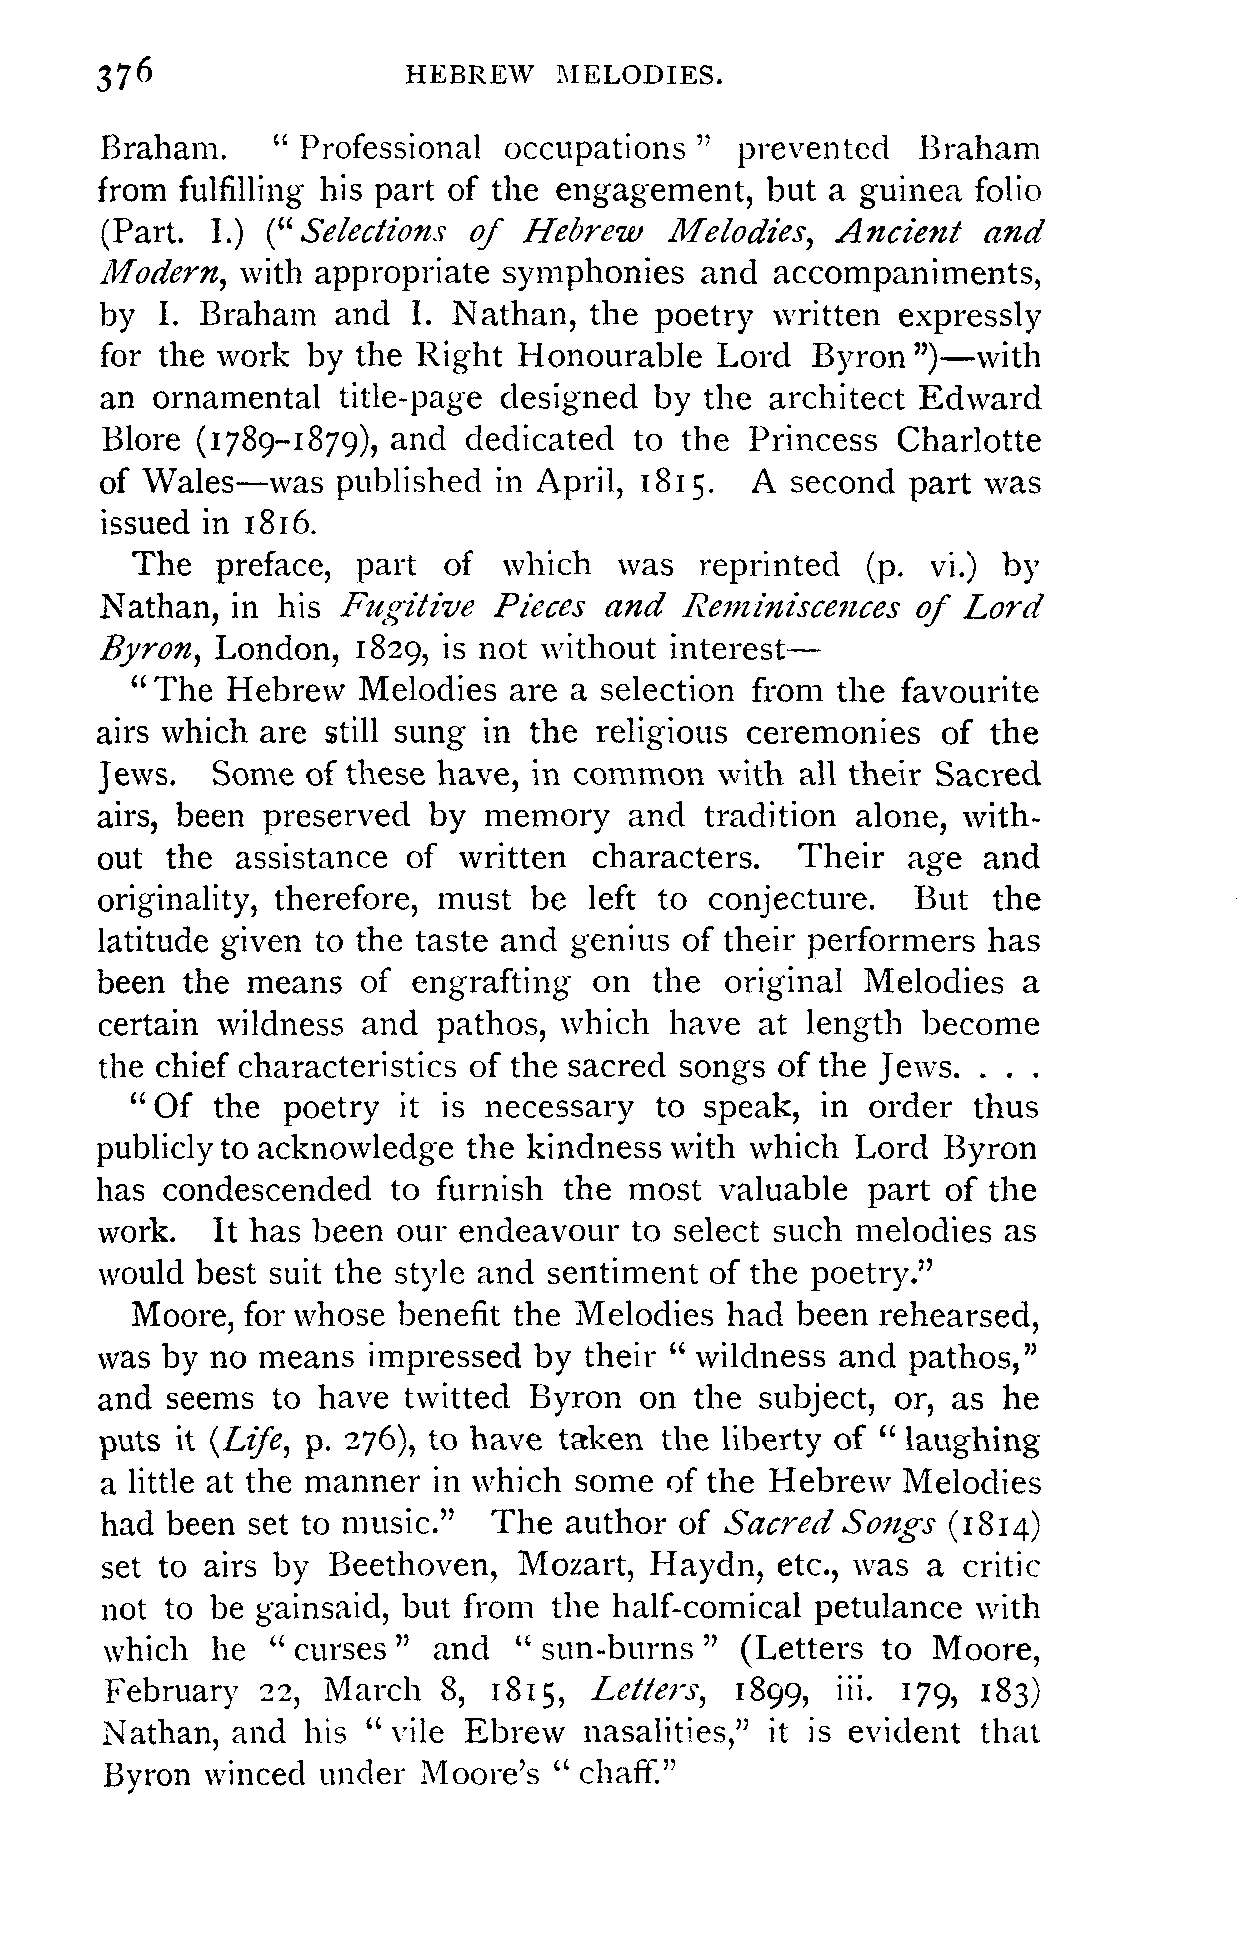 376 HEBREW MELODIES.
Braham. " Professional occupations " prevented Braham
from fulfilling his part of the engagement, but a guinea folio
(Part. I.) (" Selections of Hebrew Melodies, Ancient and
Modern, with appropriate symphonies and accompaniments,
by I. Braham and I. Nathan, the poetry written expressly
for the work by the Right Honourable Lord Byron ")—with
an ornamental title-page designed by the architect Edward
Blore (1789–1879), and dedicated to the Princess Charlotte
of Wales—was published in April, 1815. A second part was
issued in 1816.
The preface, part of which was reprinted (p. vi.) by
Nathan, in his Fugitive Pieces and Reminiscences of Lord
Byron, London, 1829, is not without interest—
" The Hebrew Melodies are a selection from the favourite
airs which are still sung in the religious ceremonies of the
Jews. Some of these have, in common with all their Sacred
airs, been preserved by memory and tradition alone, with-
out the assistance of written characters. Their age and
originality, therefore, must be left to conjecture. But the
latitude given to the taste and genius of their performers has
been the means of engrafting on the original Melodies a
certain wildness and pathos, which have at length become
the chief characteristics of the sacred songs of the Jews. . . .
" Of the poetry it is necessary to speak, in order thus
publicly to acknowledge the kindness with which Lord Byron
has condescended to furnish the most valuable part of the
work. It has been our endeavour to select such melodies as
would best suit the style and sentiment of the poetry."
Moore, for whose benefit the Melodies had been rehearsed,
was by no means impressed by their " wildness and pathos,"
and seems to have twitted Byron on the subject, or, as he
puts it (Life, p. 276), to have taken the liberty of " laughing
a little at the manner in which some of the Hebrew Melodies
had been set to music." The author of Sacred Songs (1814)
set to airs by Beethoven, Mozart, Haydn, etc., was a critic
not to be gainsaid, but from the half-comical petulance with
which he " curses " and " sun-burns " (Letters to Moore,
February 22, March 8, 1815, Letters, 1899, iii. 179, 183)
Nathan, and his " vile Ebrew nasalities," it is evident that
Byron winced under Moore's " chaff."